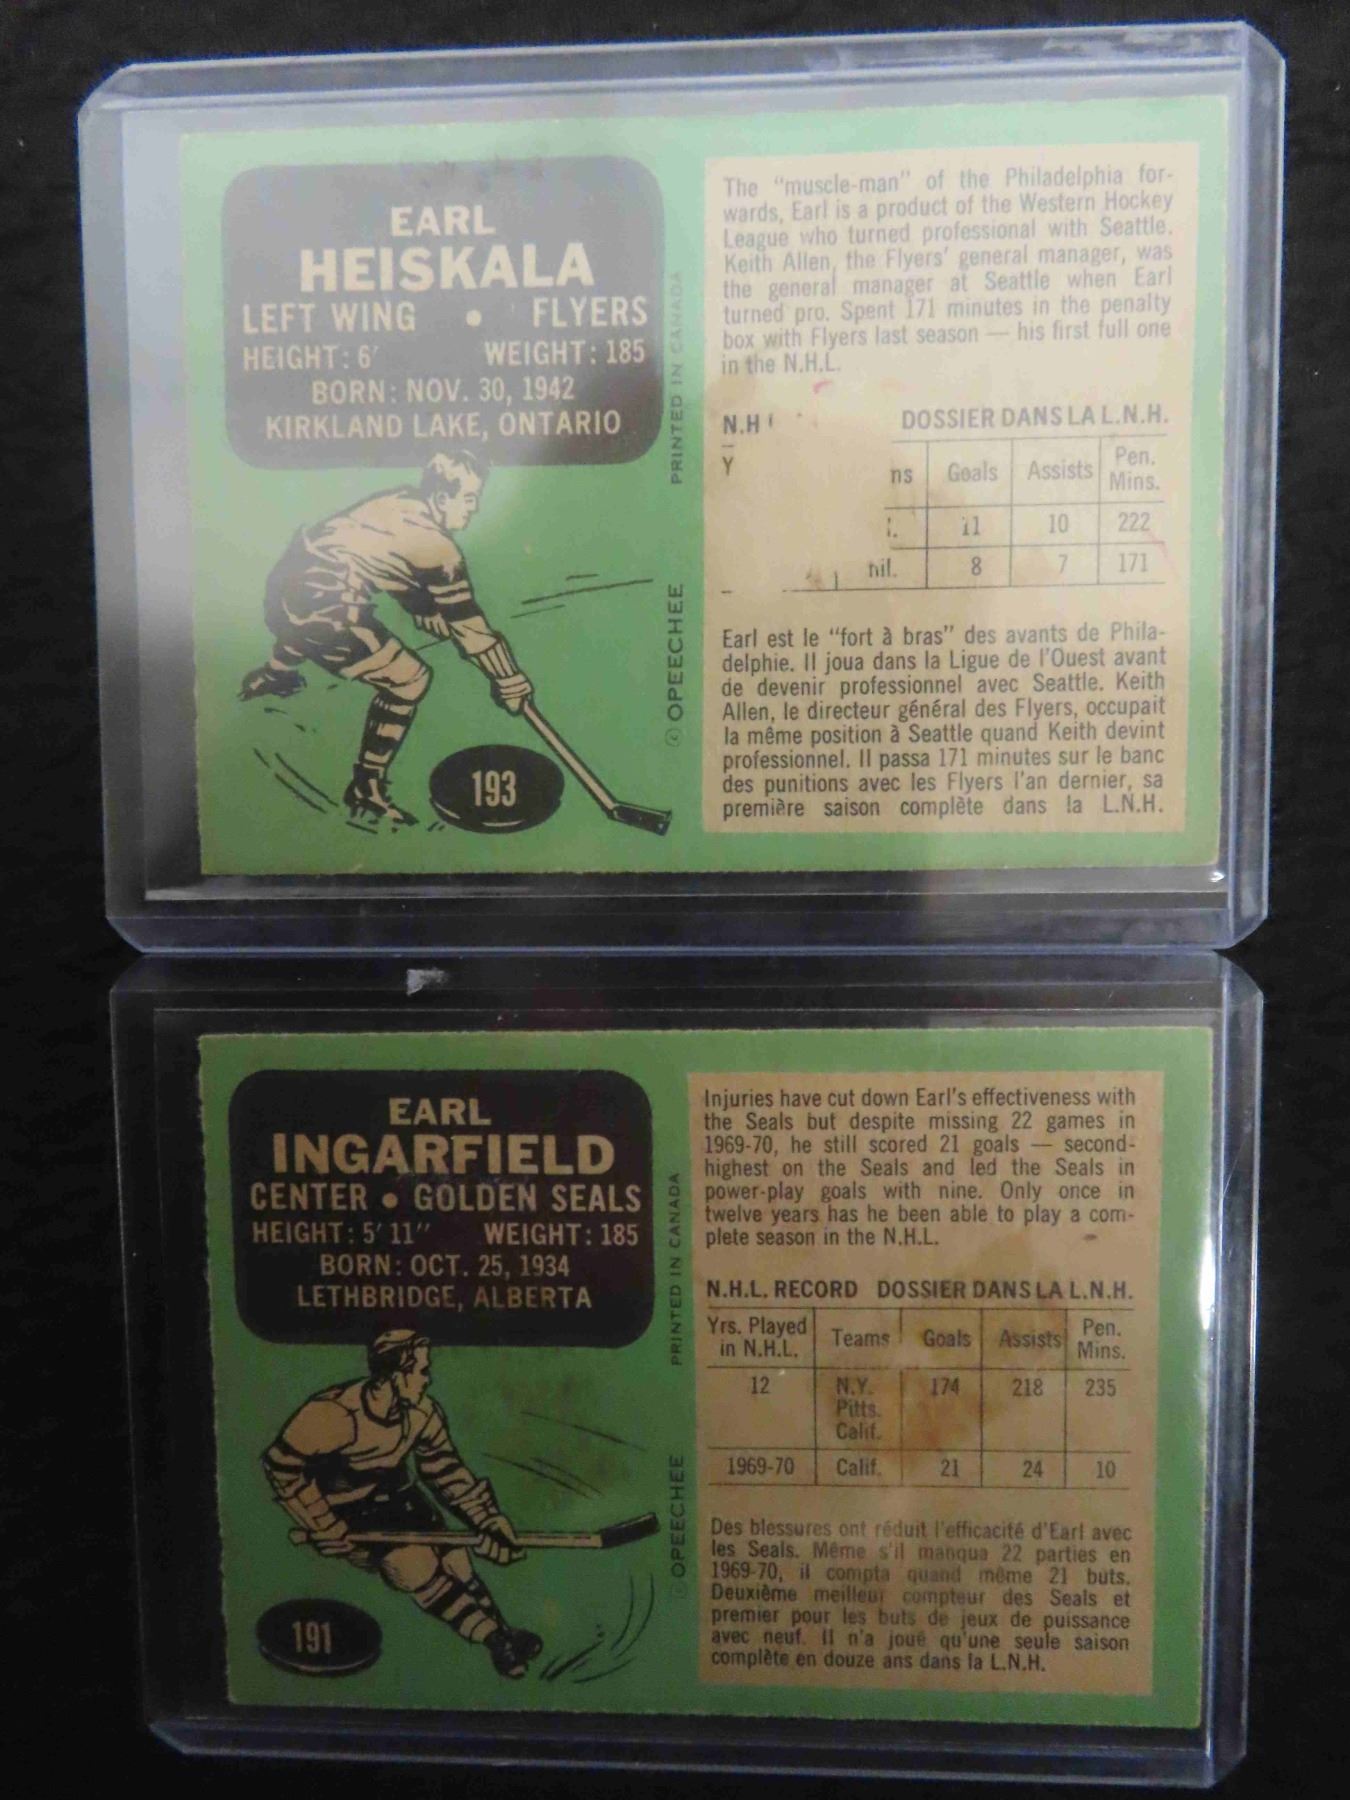 EARL
HEISKALA
LEFT WING • FLYERS
HEIGHT: 6' WEIGHT: 185
BORN: NOV. 30, 1942
KIRKLAND LAKE, ONTARIO
193
© OPEECHEE PRINTED IN CANADA
The "muscle-man" of the Philadelphia for-
wards, Earl is a product of the Western Hockey
League who turned professional with Seattle.
Keith Allen, the Flyers' general manager, was
the general manager at Seattle when Earl
turned pro. Spent 171 minutes in the penalty
box with Flyers last season — his first full one
in the N.H.L.
N.H DOSSIER DANS LA L.N.H.
Y ns Goals Assists Pen. Mins.
11 10 222
hil. 8 7 171
Earl est le "fort à bras" des avants de Phila-
delphie. Il joua dans la Ligue de l'Ouest avant
de devenir professionnel avec Seattle. Keith
Allen, le directeur général des Flyers, occupait
la même position à Seattle quand Keith devint
professionnel. Il passa 171 minutes sur le banc
des punitions avec les Flyers l'an dernier, sa
première saison complète dans la L.N.H.
EARL
INGARFIELD
CENTER • GOLDEN SEALS
HEIGHT: 5' 11" WEIGHT: 185
BORN: OCT. 25, 1934
LETHBRIDGE, ALBERTA
191
© OPEECHEE PRINTED IN CANADA
Injuries have cut down Earl's effectiveness with
the Seals but despite missing 22 games in
1969-70, he still scored 21 goals — second-
highest on the Seals and led the Seals in
power-play goals with nine. Only once in
twelve years has he been able to play a com-
plete season in the N.H.L.
N.H.L. RECORD DOSSIER DANS LA L.N.H.
Yrs. Played in N.H.L. Teams Goals Assists Pen. Mins.
12 N.Y. 174 218 235
Pitts.
Calif.
1969-70 Calif. 21 24 10
Des blessures ont réduit l'efficacité d'Earl avec
les Seals. Même s'il manqua 22 parties en
1969-70, il compta quand même 21 buts.
Deuxième meilleur compteur des Seals et
premier pour les buts de jeux de puissance
avec neuf. Il n'a joué qu'une seule saison
complète en douze ans dans la L.N.H.